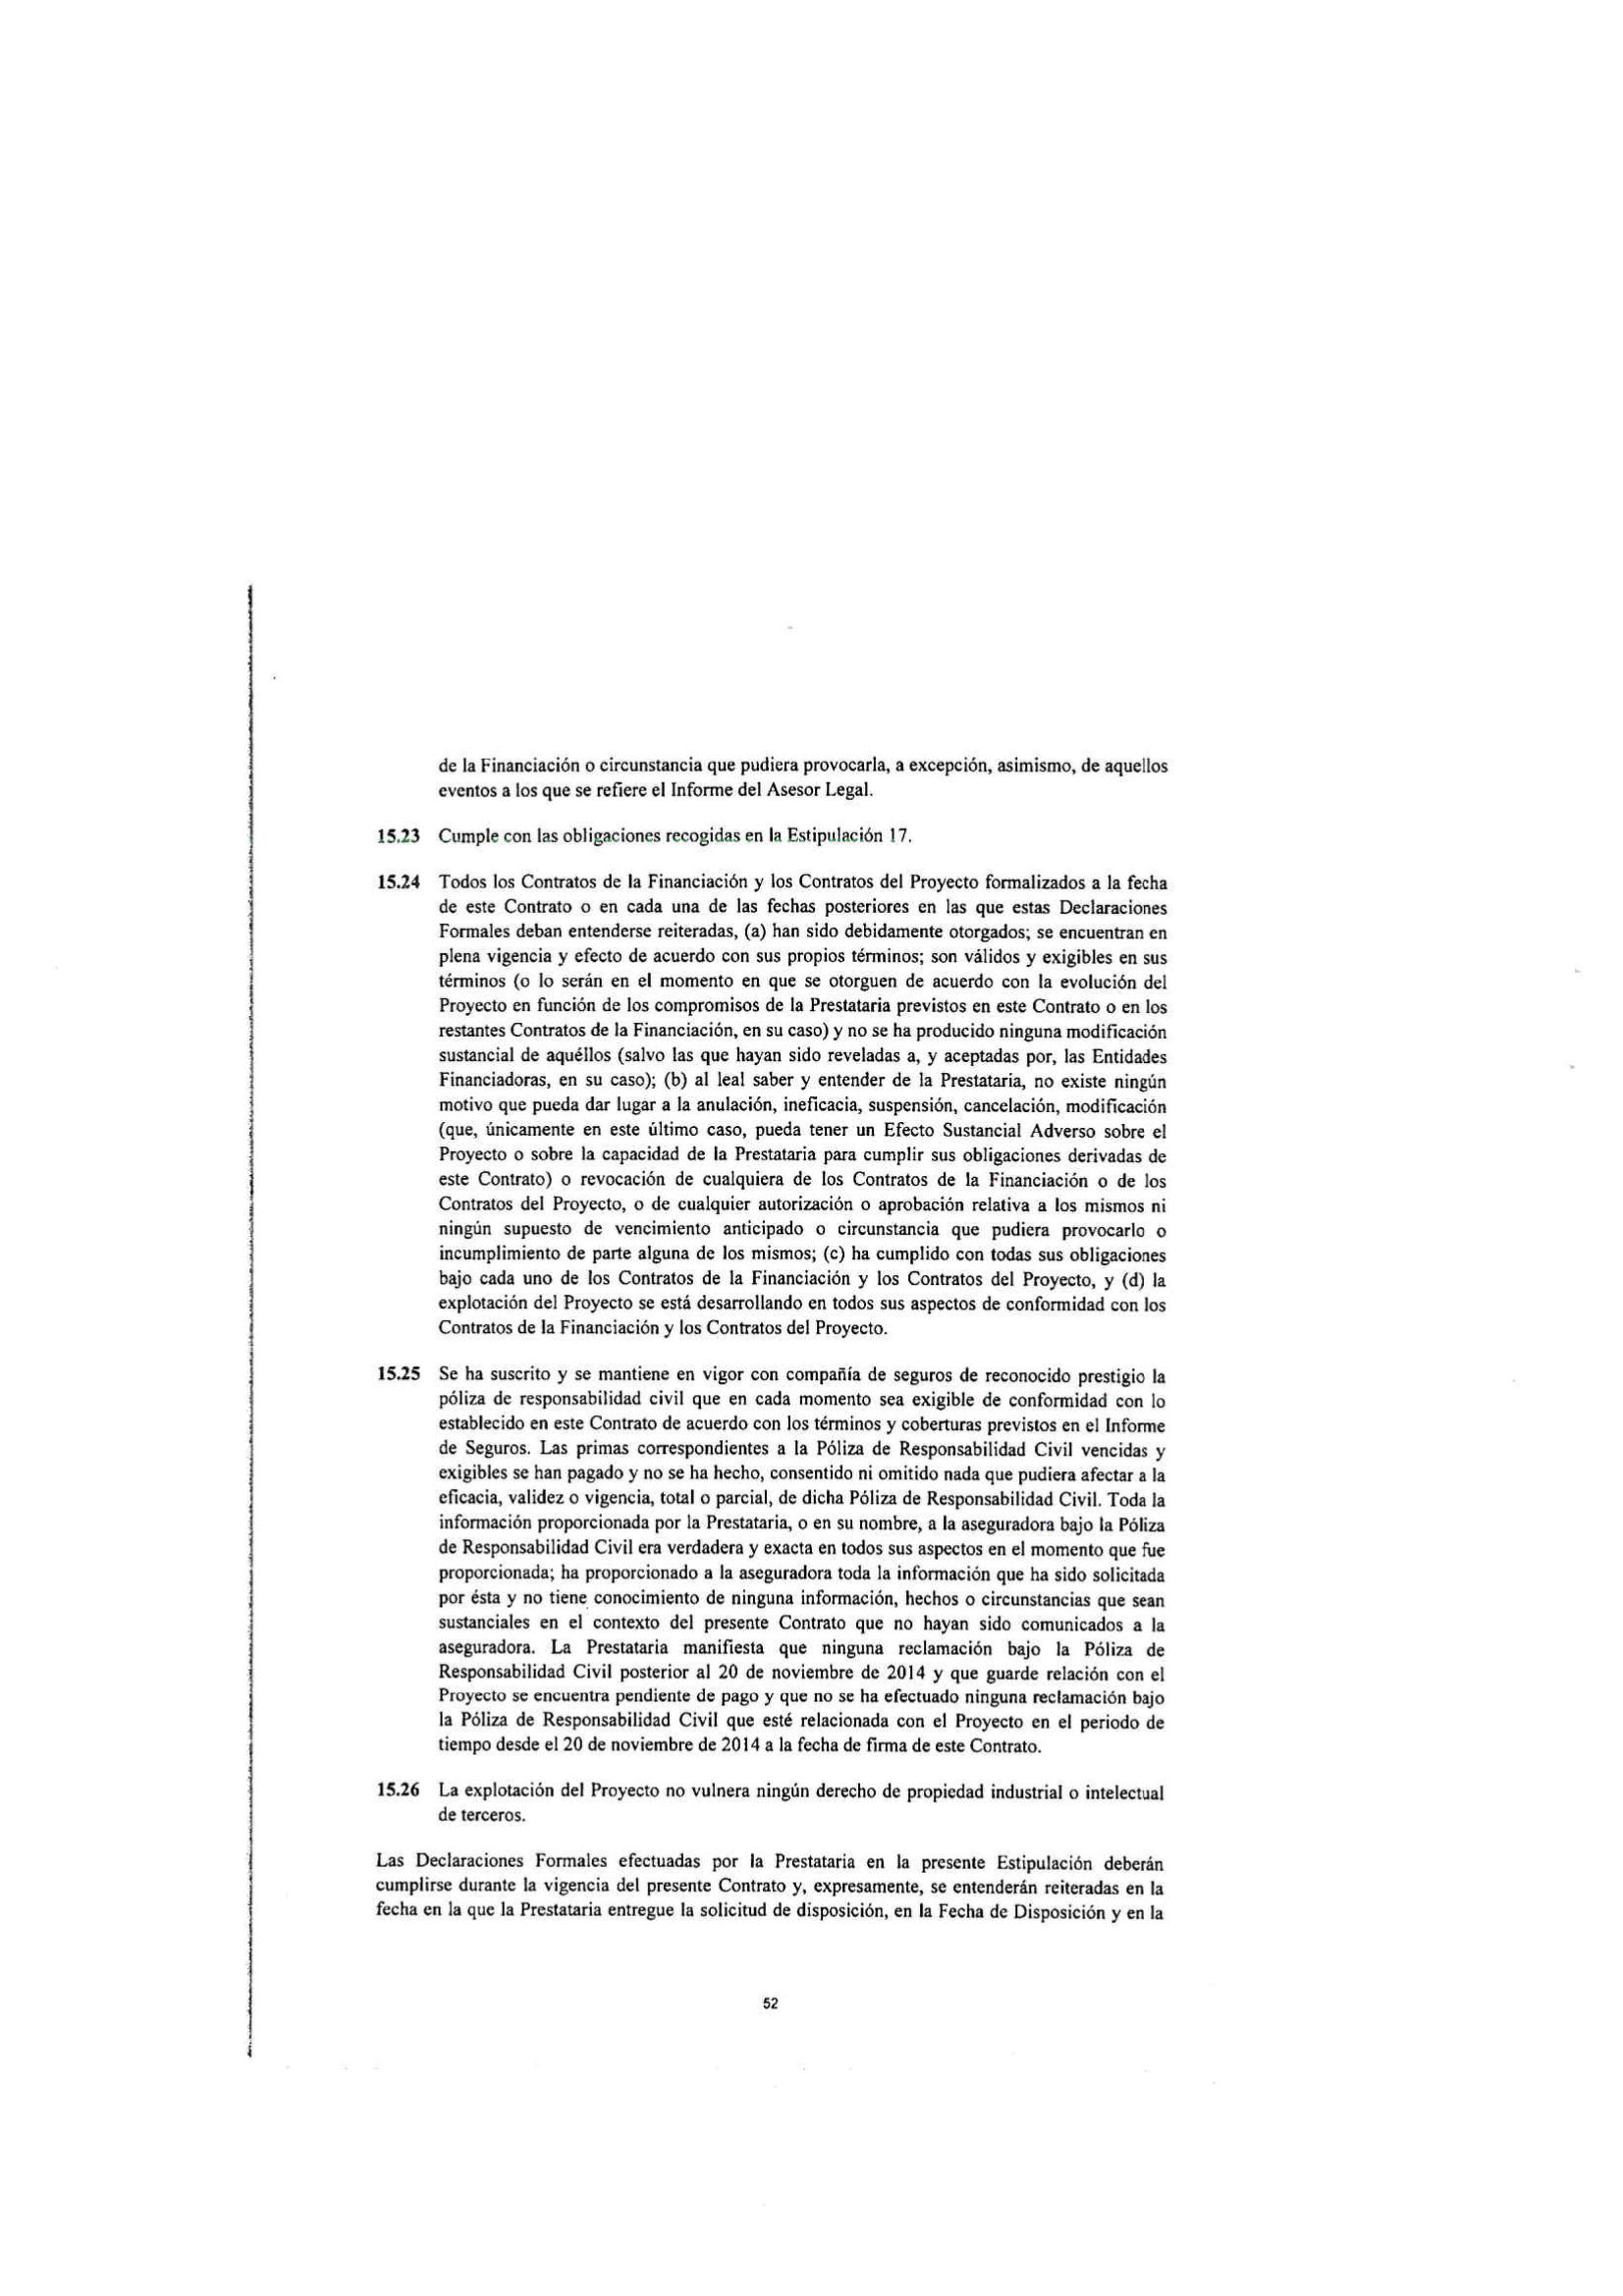 de la Financiación o circunstancia que pudiera provocarla, a excepción, asimismo, de aquellos
eventos a los que se refiere el Informe del Asesor Legal.
15.23 Cumple con las obligaciones recogidas en la Estipulación 17.
15.24 Todos los Contratos de la Financiación y los Contratos del Proyecto formalizados a la fecha
de este Contrato o en cada una de las fechas posteriores en las que estas Declaraciones
Formales deban entenderse reiteradas, (a) han sido debidamente otorgados; se encuentran en
plena vigencia y efecto de acuerdo con sus propios términos; son válidos y exigibles en sus
términos (o lo serán en el momento en que se otorguen de acuerdo con la evolución del
Proyecto en función de los compromisos de la Prestataria previstos en este Contrato o en los
restantes Contratos de la Financiación, en su caso) y no se ha producido ninguna modificación
sustancial de aquéllos (salvo las que hayan sido reveladas a, y aceptadas por, las Entidades
Financiadoras, en su caso); (b) al leal saber y entender de la Prestataria, no existe ningún
motivo que pueda dar lugar a la anulación, ineficacia, suspensión, cancelación, modificación
(que, únicamente en este último caso, pueda tener un Efecto Sustancial Adverso sobre el
Proyecto o sobre la capacidad de la Prestataria para cumplir sus obligaciones derivadas de
este Contrato) o revocación de cualquiera de los Contratos de la Financiación o de los
Contratos del Proyecto, o de cualquier autorización o aprobación relativa a los mismos ni
ningún supuesto de vencimiento anticipado o circunstancia que pudiera provocarlo o
incumplimiento de parte alguna de los mismos; (c) ha cumplido con todas sus obligaciones
bajo cada uno de los Contratos de la Financiación y los Contratos del Proyecto, y (d) la
explotación del Proyecto se está desarrollando en todos sus aspectos de conformidad con los
Contratos de la Financiación y los Contratos del Proyecto.
15.25 Se ha suscrito y se mantiene en vigor con compañía de seguros de reconocido prestigio la
póliza de responsabilidad civil que en cada momento sea exigible de conformidad con lo
establecido en este Contrato de acuerdo con los términos y coberturas previstos en el Informe
de Seguros. Las primas correspondientes a la Póliza de Responsabilidad Civil vencidas y
exigibles se han pagado y no se ha hecho, consentido ni omitido nada que pudiera afectar a la
eficacia, validez o vigencia, total o parcial, de dicha Póliza de Responsabilidad Civil. Toda la
información proporcionada por la Prestataria, o en su nombre, a la aseguradora bajo la Póliza
de Responsabilidad Civil era verdadera y exacta en todos sus aspectos en el momento que fue
proporcionada; ha proporcionado a la aseguradora toda la información que ha sido solicitada
por ésta y no tiene conocimiento de ninguna información, hechos o circunstancias que sean
sustanciales en el contexto del presente Contrato que no hayan sido comunicados a la
aseguradora. La Prestataria manifiesta que ninguna reclamación bajo la Póliza de
Responsabilidad Civil posterior al 20 de noviembre de 2014 y que guarde relación con el
Proyecto se encuentra pendiente de pago y que no se ha efectuado ninguna reclamación bajo
la Póliza de Responsabilidad Civil que esté relacionada con el Proyecto en el periodo de
tiempo desde el 20 de noviembre de 2014 a la fecha de firma de este Contrato.
15.26 La explotación del Proyecto no vulnera ningún derecho de propiedad industrial o intelectual
de terceros.
Las Declaraciones Formales efectuadas por la Prestataria en la presente Estipulación deberán
cumplirse durante la vigencia del presente Contrato y, expresamente, se entenderán reiteradas en la
fecha en la que la Prestataria entregue la solicitud de disposición, en la Fecha de Disposición y en la
52